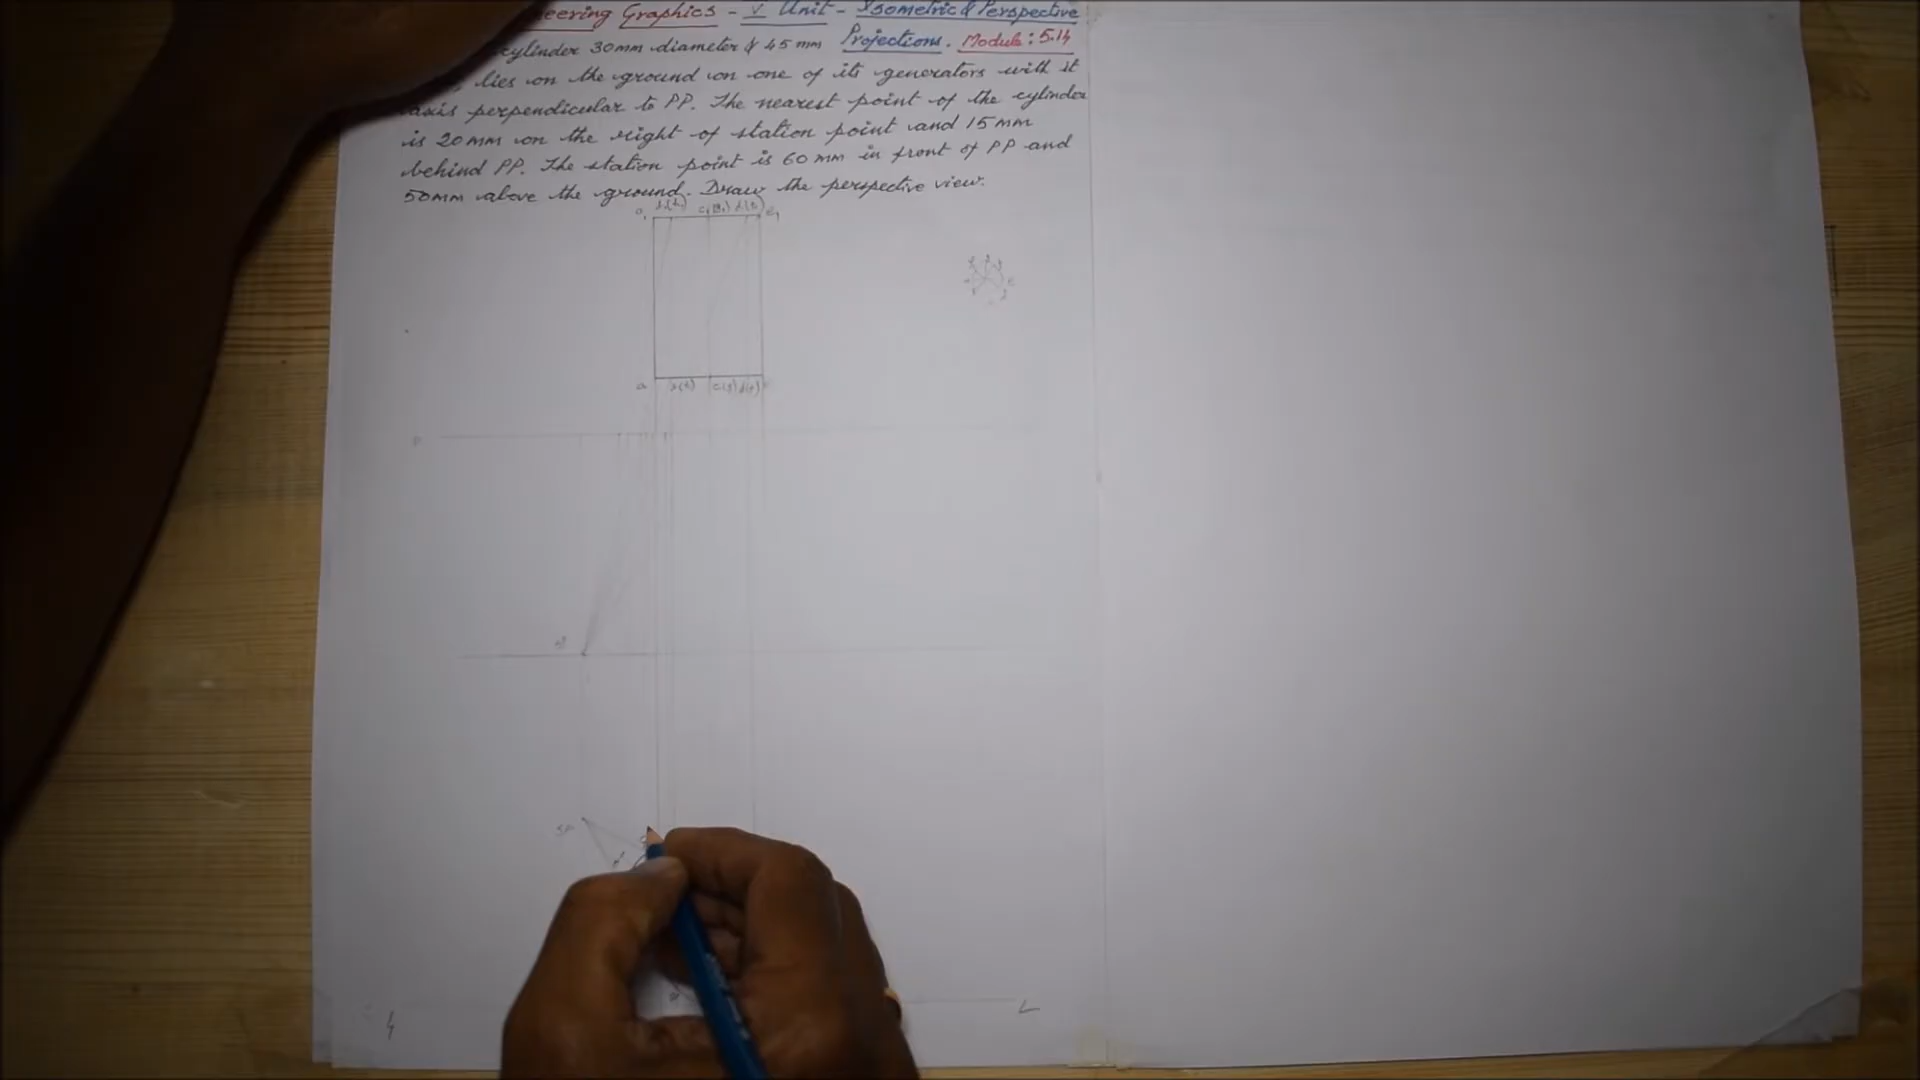 eering Graphics - V Unit - Isometric & Perspective
cylinder 30mm diameter & 45 mm Projections. Module: 5.14
lies on the ground on one of its generators with it
axis perpendicular to PP. The nearest point of the cylinder
is 20mm on the right of station point and 15mm
behind PP. The station point is 60mm in front of PP and
50mm above the ground. Draw the perspective view.
a
SP
L